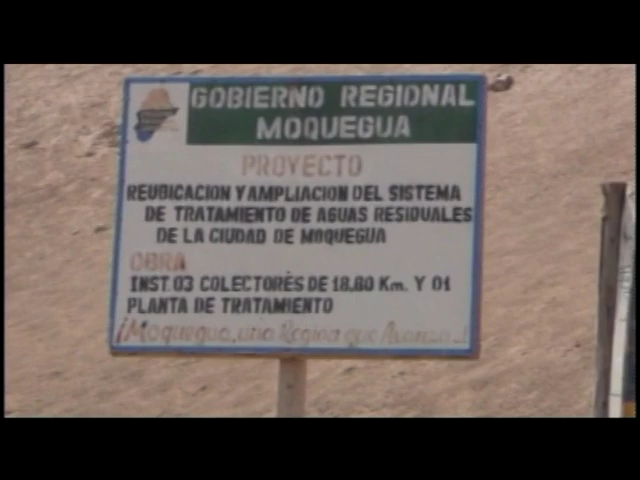 GOBIERNO REGIONAL
MOQUEGUA
PROYECTO
REUBICACION Y AMPLIACION DEL SISTEMA
DE TRATAMIENTO DE AGUAS RESIDUALES
DE LA CIUDAD DE MOQUEGUA
OBRA
INST. 03 COLECTORES DE 18.80 Km. Y 01
PLANTA DE TRATAMIENTO
¡Moquegua, una Region que Avanza..!